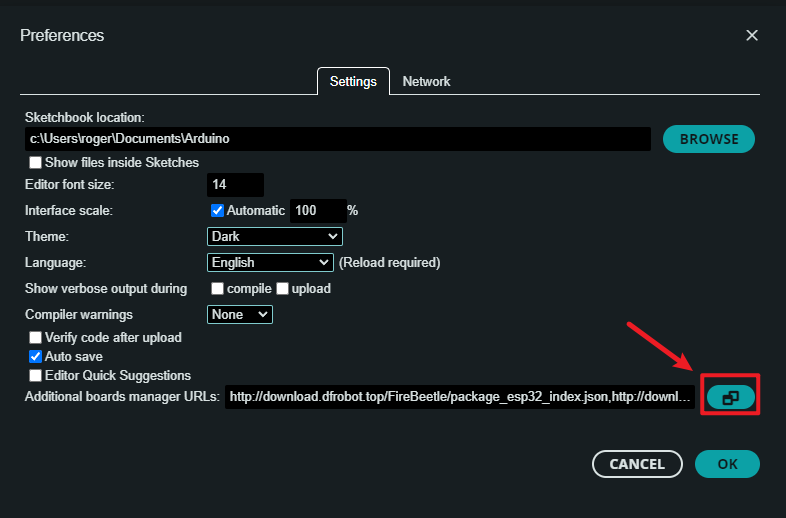 Preferences
Settings Network
Sketchbook location:
c:\Users\roger\Documents\Arduino BROWSE
Show files inside Sketches
Editor font size: 14
Interface scale: Automatic 100 %
Theme: Dark
Language: English (Reload required)
Show verbose output during compile upload
Compiler warnings None
Verify code after upload
Auto save
Editor Quick Suggestions
Additional boards manager URLs: http://download.dfrobot.top/FireBeetle/package_esp32_index.json,http://downl...
CANCEL OK